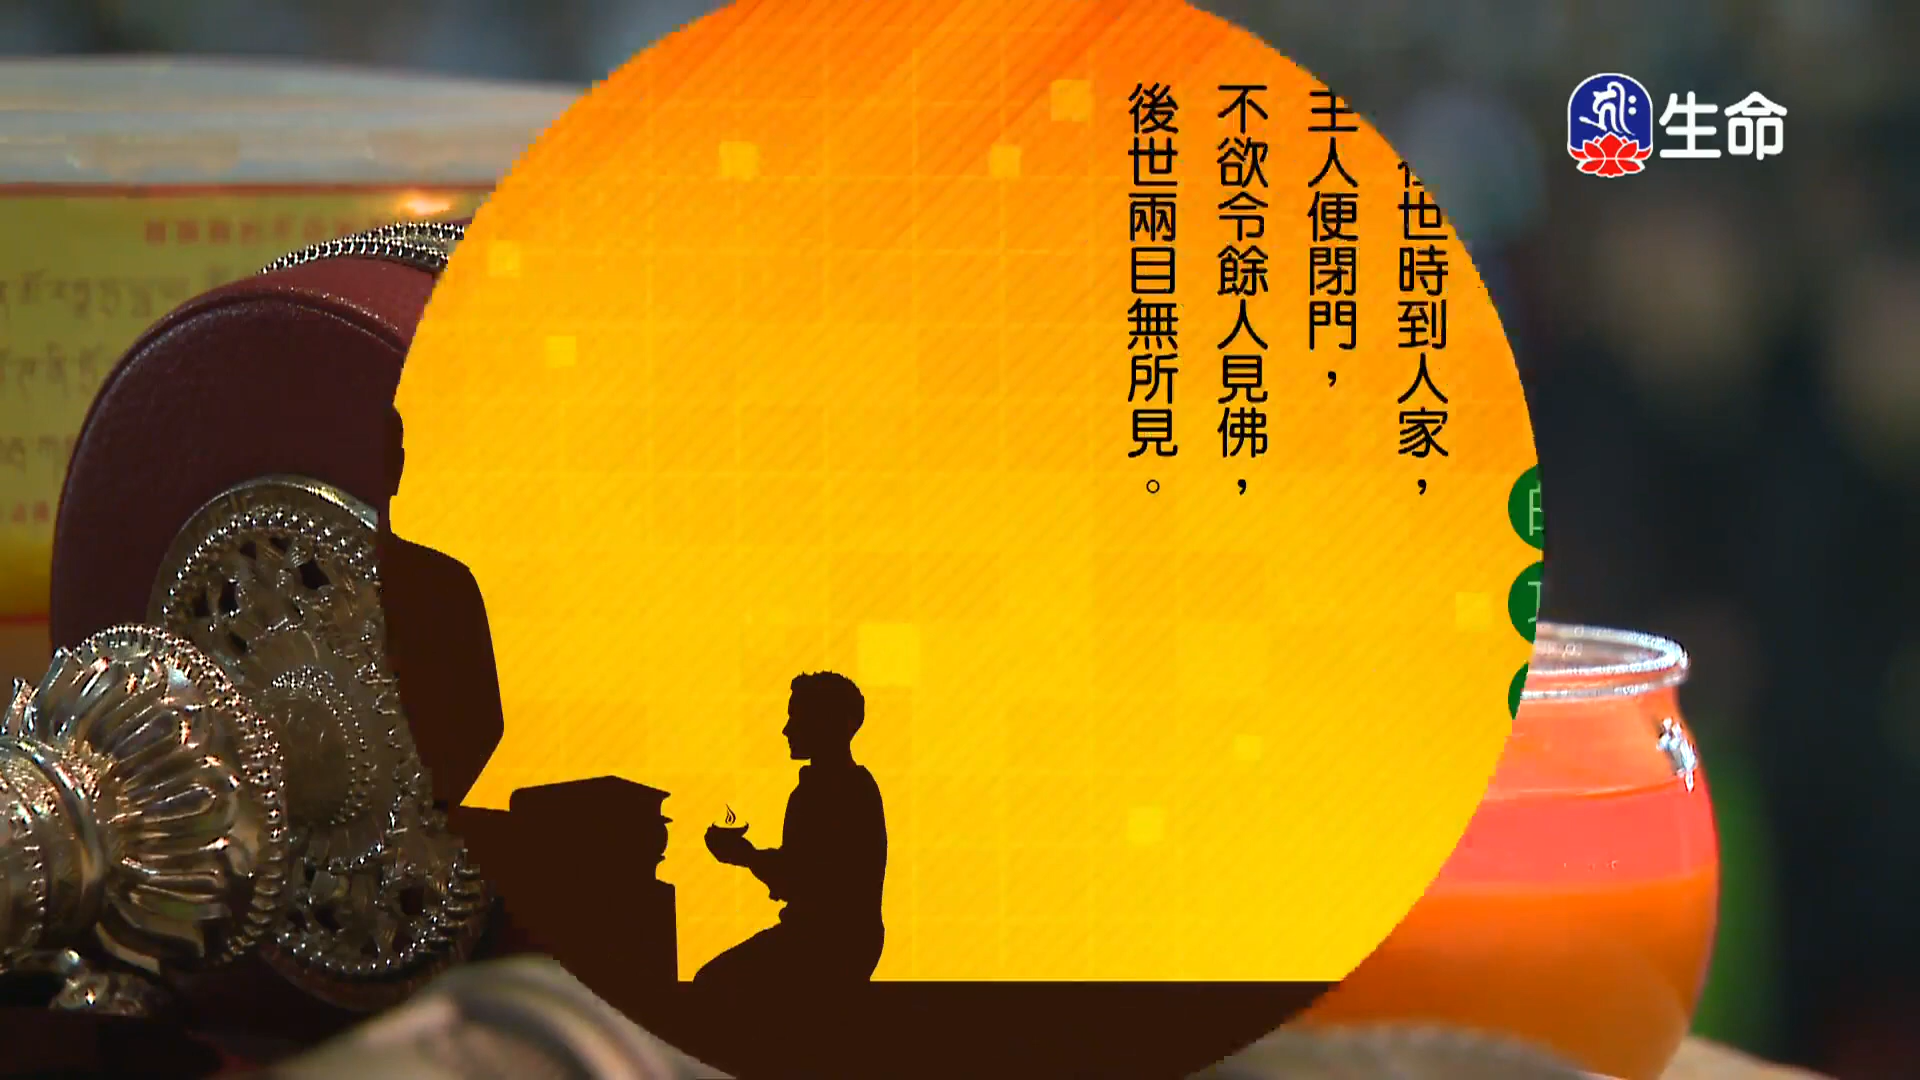 世時到人家，
主人便閉門，
不欲令餘人見佛，
後世兩目無所見。
生命